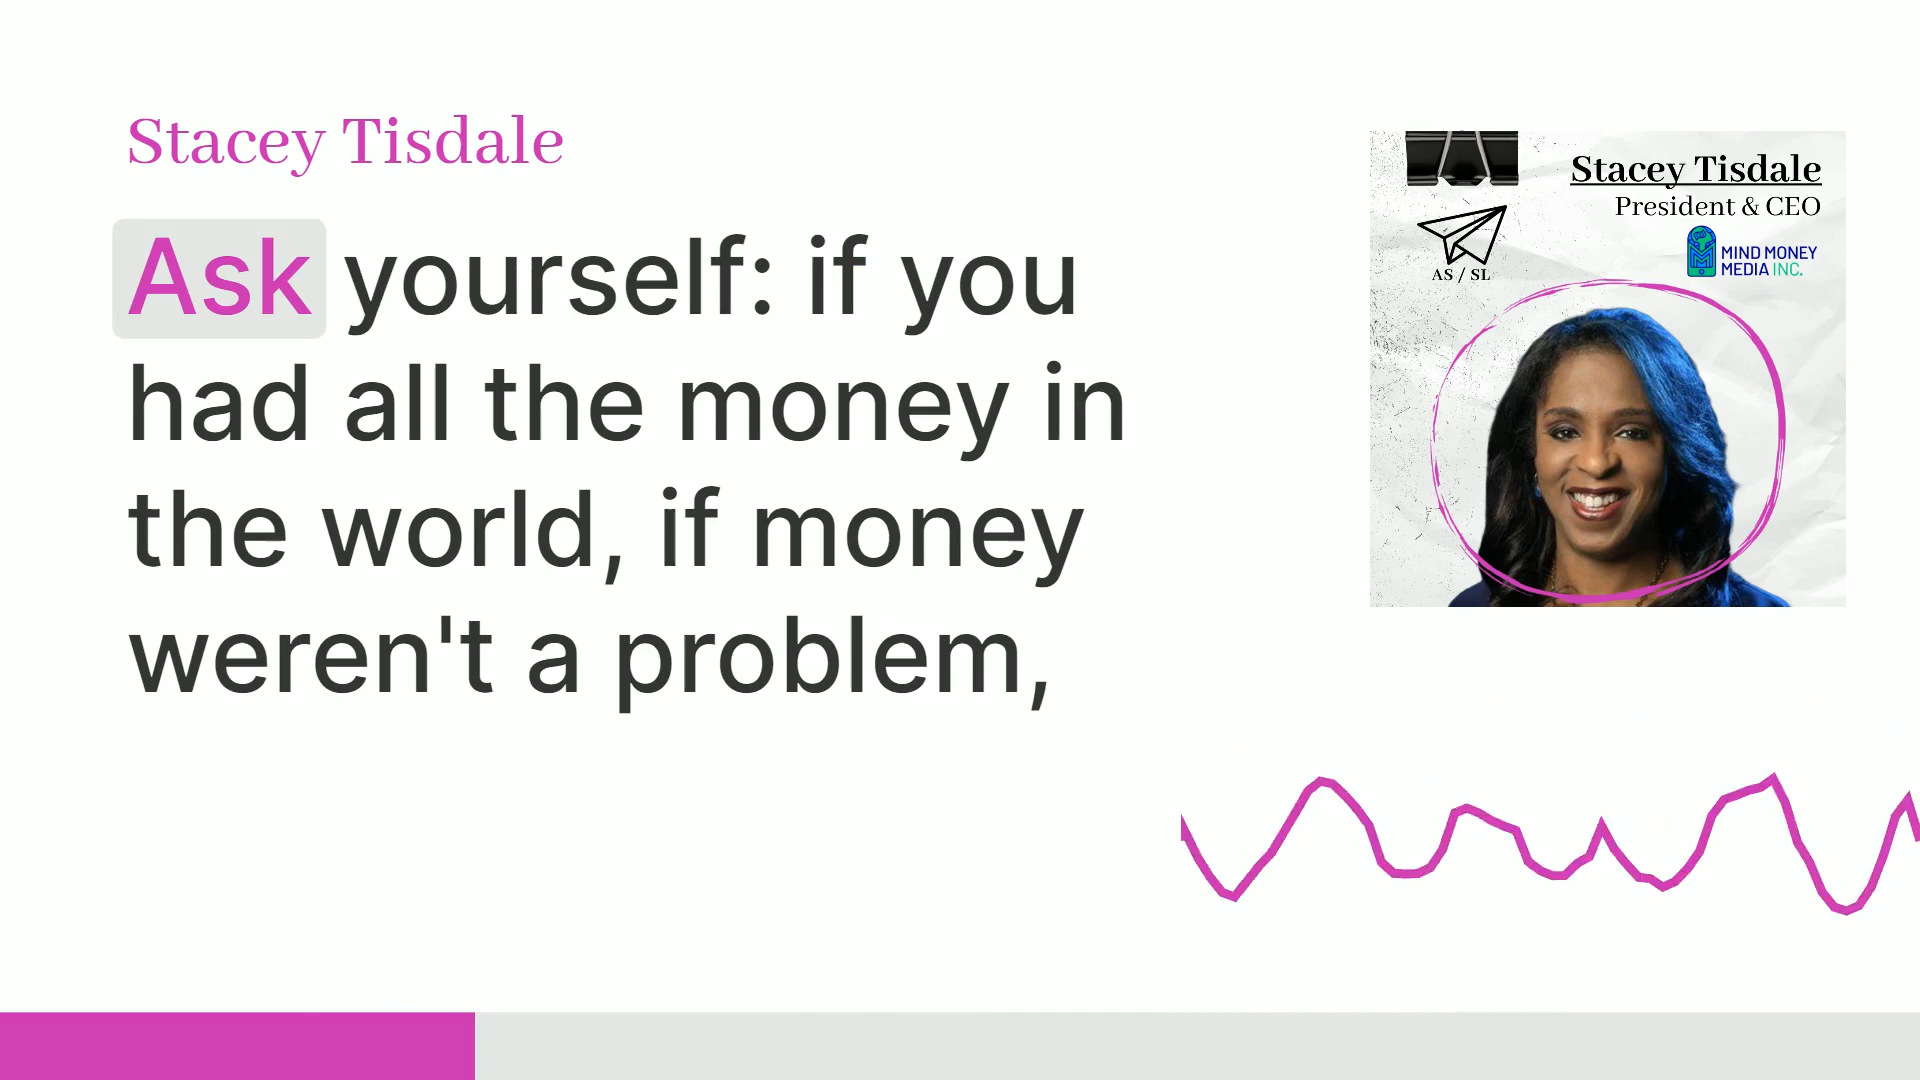 Stacey Tisdale
Ask yourself: if you
had all the money in
the world, if money
weren't a problem,
Stacey Tisdale
President & CEO
MIND MONEY
MEDIA INC.
AS / SL